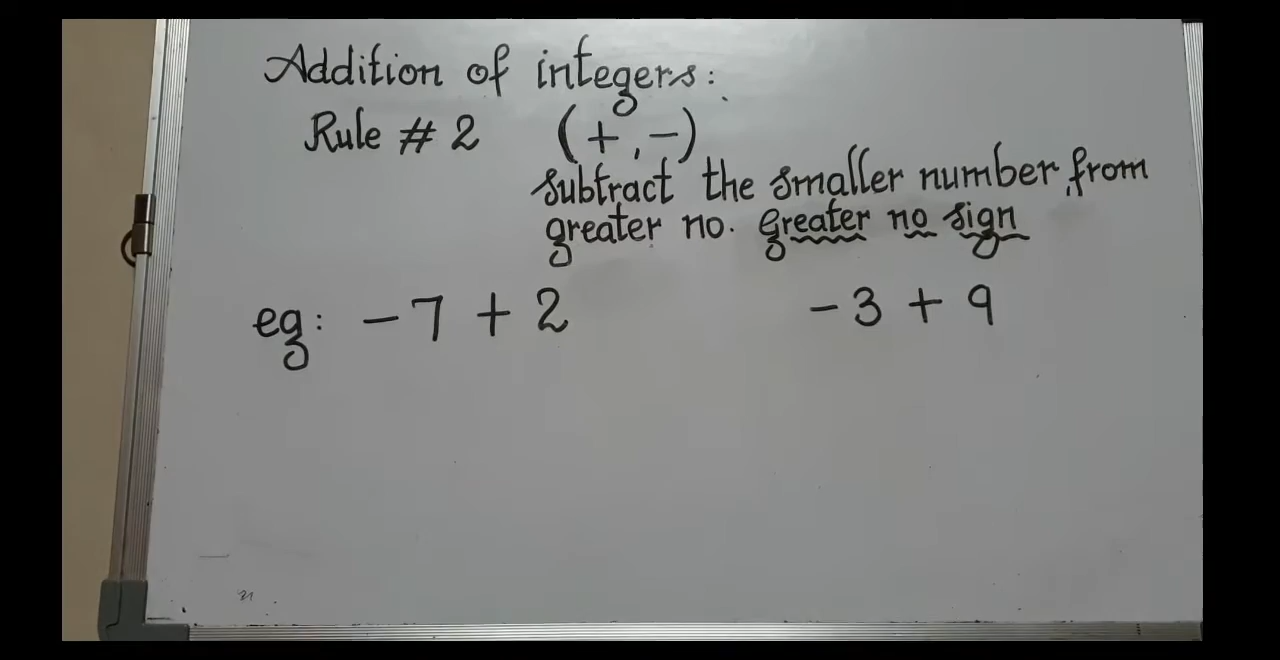 Addition of integers:
Rule # 2 (+, -)
subtract the smaller number from
greater no. greater no sign
eg: - 7 + 2 - 3 + 9